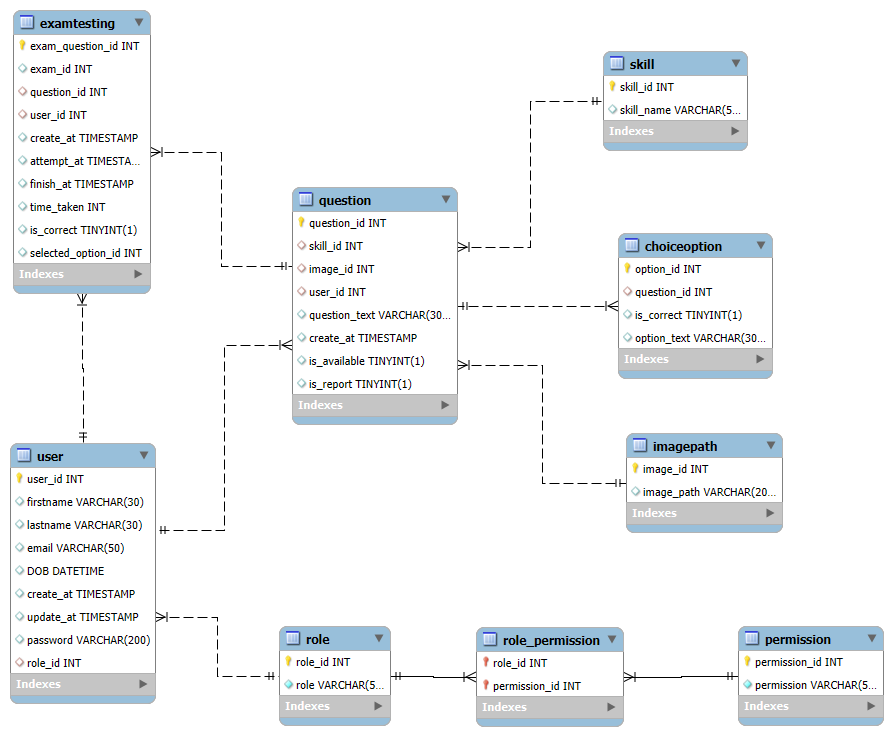 examtesting
exam_question_id INT
exam_id INT
question_id INT
user_id INT
create_at TIMESTAMP
attempt_at TIMESTA...
finish_at TIMESTAMP
time_taken INT
is_correct TINYINT(1)
selected_option_id INT
Indexes
skill
skill_id INT
skill_name VARCHAR(5...
Indexes
question
question_id INT
skill_id INT
image_id INT
user_id INT
question_text VARCHAR(30...
create_at TIMESTAMP
is_available TINYINT(1)
is_report TINYINT(1)
Indexes
choiceoption
option_id INT
question_id INT
is_correct TINYINT(1)
option_text VARCHAR(30...
Indexes
imagepath
image_id INT
image_path VARCHAR(20...
Indexes
user
user_id INT
firstname VARCHAR(30)
lastname VARCHAR(30)
email VARCHAR(50)
DOB DATETIME
create_at TIMESTAMP
update_at TIMESTAMP
password VARCHAR(200)
role_id INT
Indexes
role
role_id INT
role VARCHAR(5...
Indexes
role_permission
role_id INT
permission_id INT
Indexes
permission
permission_id INT
permission VARCHAR(5...
Indexes